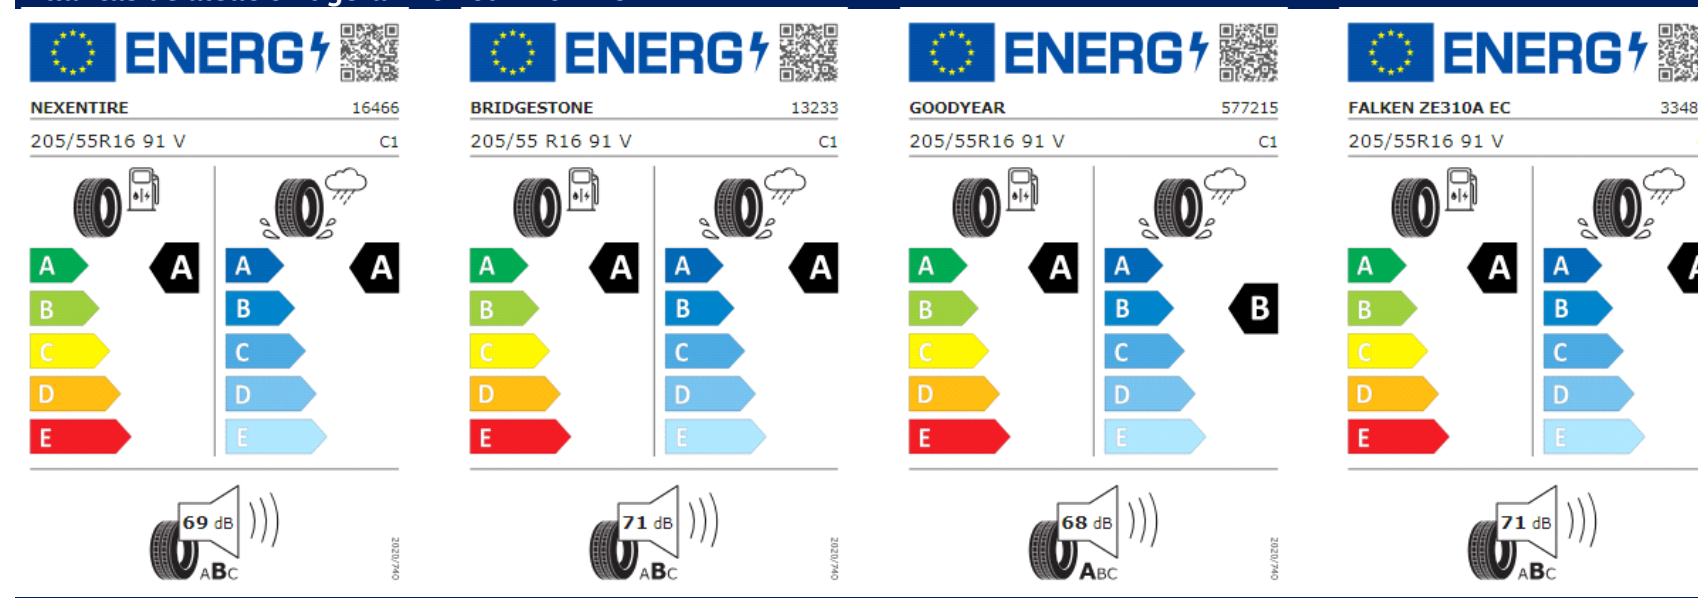 ENERG
NEXENTIRE 16466
205/55R16 91 V C1
A A
A A
B B
C C
D D
E E
69 dB
ABC
2020/740
ENERG
BRIDGESTONE 13233
205/55 R16 91 V C1
A A
A A
B B
C C
D D
E E
71 dB
ABC
2020/740
ENERG
GOODYEAR 577215
205/55R16 91 V C1
A A
A
B B
B
C C
D D
E E
68 dB
ABC
2020/740
ENERG
FALKEN ZE310A EC 3348
205/55R16 91 V
A A
A A
B B
C C
D D
E E
71 dB
ABC